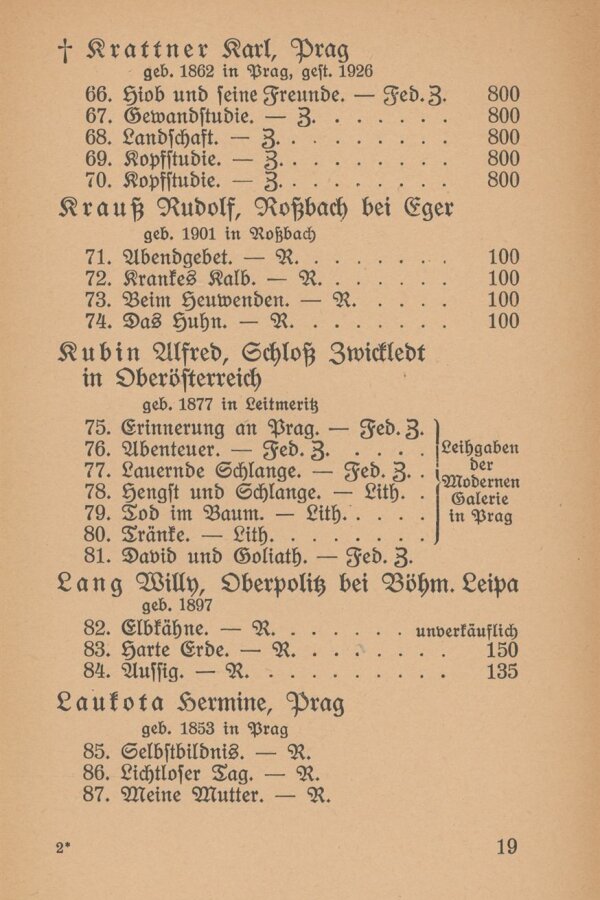 † Krattner Karl, Prag
geb. 1862 in Prag, gest. 1926
66. Hiob und seine Freunde. — Fed. Z. 800
67. Gewandstudie. — Z. . . . . . . 800
68. Landschaft. — Z. . . . . . . . 800
69. Kopfstudie. — Z. . . . . . . . 800
70. Kopfstudie. — Z. . . . . . . . 800
Krauß Rudolf, Roßbach bei Eger
geb. 1901 in Roßbach
71. Abendgebet. — R. . . . . . . . 100
72. Krankes Kalb. — R. . . . . . . 100
73. Beim Heuwenden. — R. . . . . 100
74. Das Huhn. — R. . . . . . . . 100
Kubin Alfred, Schloß Zwickledt
in Oberösterreich
geb. 1877 in Leitmeritz
75. Erinnerung an Prag. — Fed. Z.
76. Abenteuer. — Fed. Z. . . . .
77. Lauernde Schlange. — Fed. Z. .
78. Hengst und Schlange. — Lith. .
79. Tod im Baum. — Lith. . . . .
80. Tränke. — Lith. . . . . . . .
Leihgaben
der
Modernen
Galerie
in Prag
81. David und Goliath. — Fed. Z.
Lang Willy, Oberpolitz bei Böhm. Leipa
geb. 1897
82. Elbkähne. — R. . . . . . . unverkäuflich
83. Harte Erde. — R. . . . . . . . 150
84. Aussig. — R. . . . . . . . . 135
Laukota Hermine, Prag
geb. 1853 in Prag
85. Selbstbildnis. — R.
86. Lichtloser Tag. — R.
87. Meine Mutter. — R.
2* 19